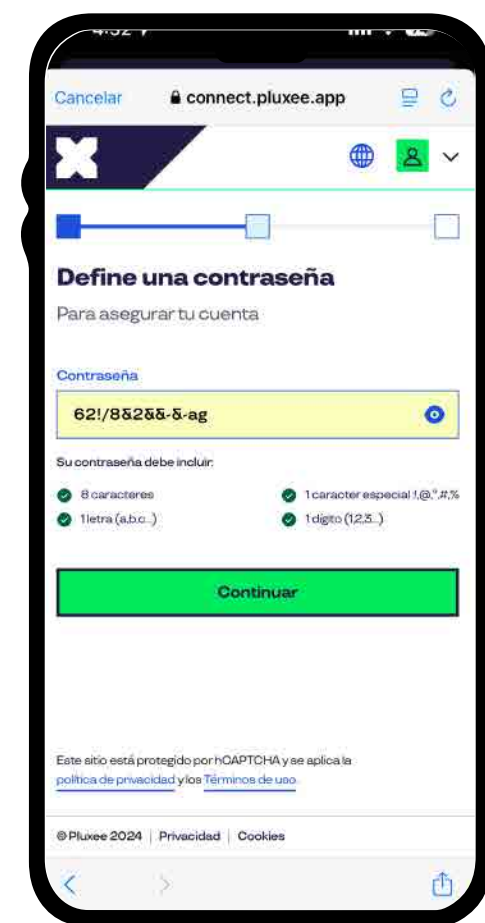 4:52
Cancelar connect.pluxee.app
Define una contraseña
Para asegurar tu cuenta
Contraseña
62!/8&2&&-&-ag
Su contraseña debe incluir:
8 caracteres
1 caracter especial !,@,°,#,%
1 letra (a,b,c...)
1 dígito (1,2,3...)
Continuar
Este sitio está protegido por hCAPTCHA y se aplica la
política de privacidad y los Términos de uso.
© Pluxee 2024 | Privacidad | Cookies